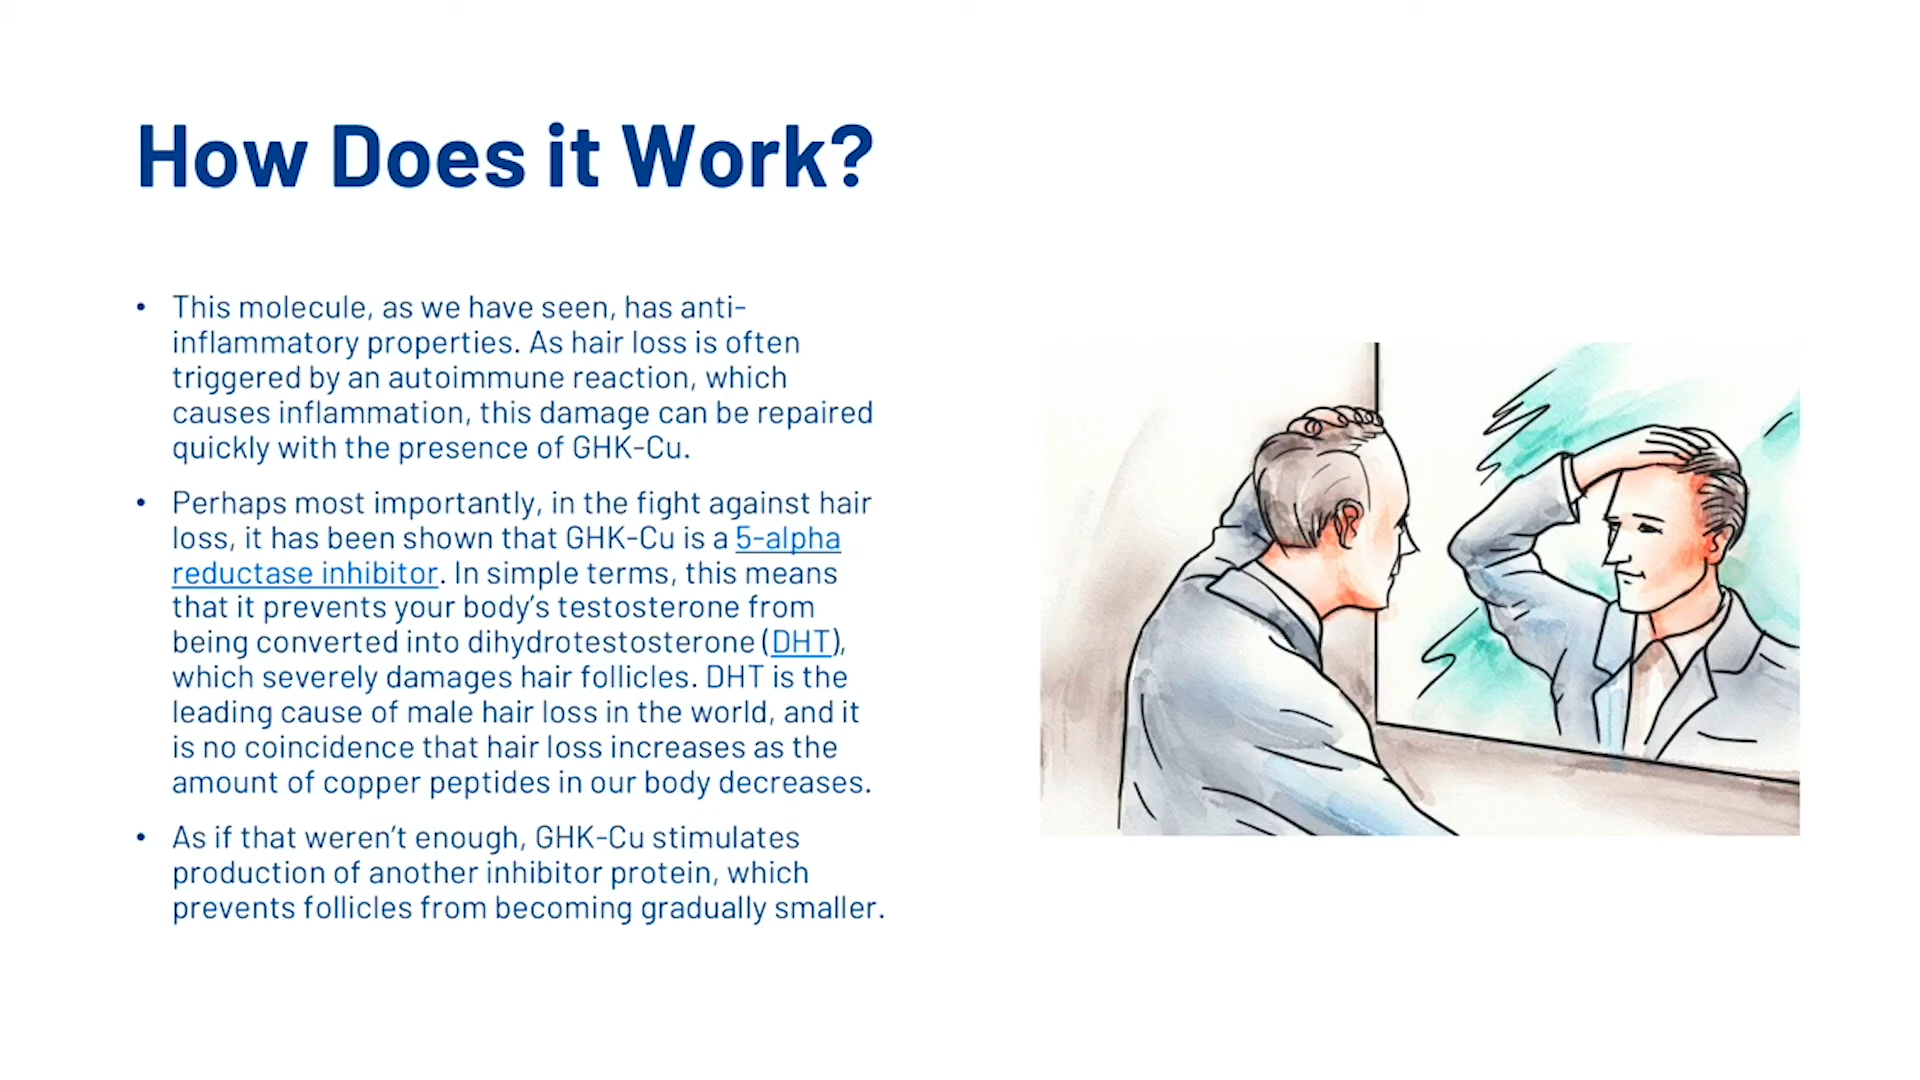 How Does it Work?
• This molecule, as we have seen, has anti-
inflammatory properties. As hair loss is often
triggered by an autoimmune reaction, which
causes inflammation, this damage can be repaired
quickly with the presence of GHK-Cu.
• Perhaps most importantly, in the fight against hair
loss, it has been shown that GHK-Cu is a 5-alpha
reductase inhibitor. In simple terms, this means
that it prevents your body's testosterone from
being converted into dihydrotestosterone (DHT),
which severely damages hair follicles. DHT is the
leading cause of male hair loss in the world, and it
is no coincidence that hair loss increases as the
amount of copper peptides in our body decreases.
• As if that weren't enough, GHK-Cu stimulates
production of another inhibitor protein, which
prevents follicles from becoming gradually smaller.